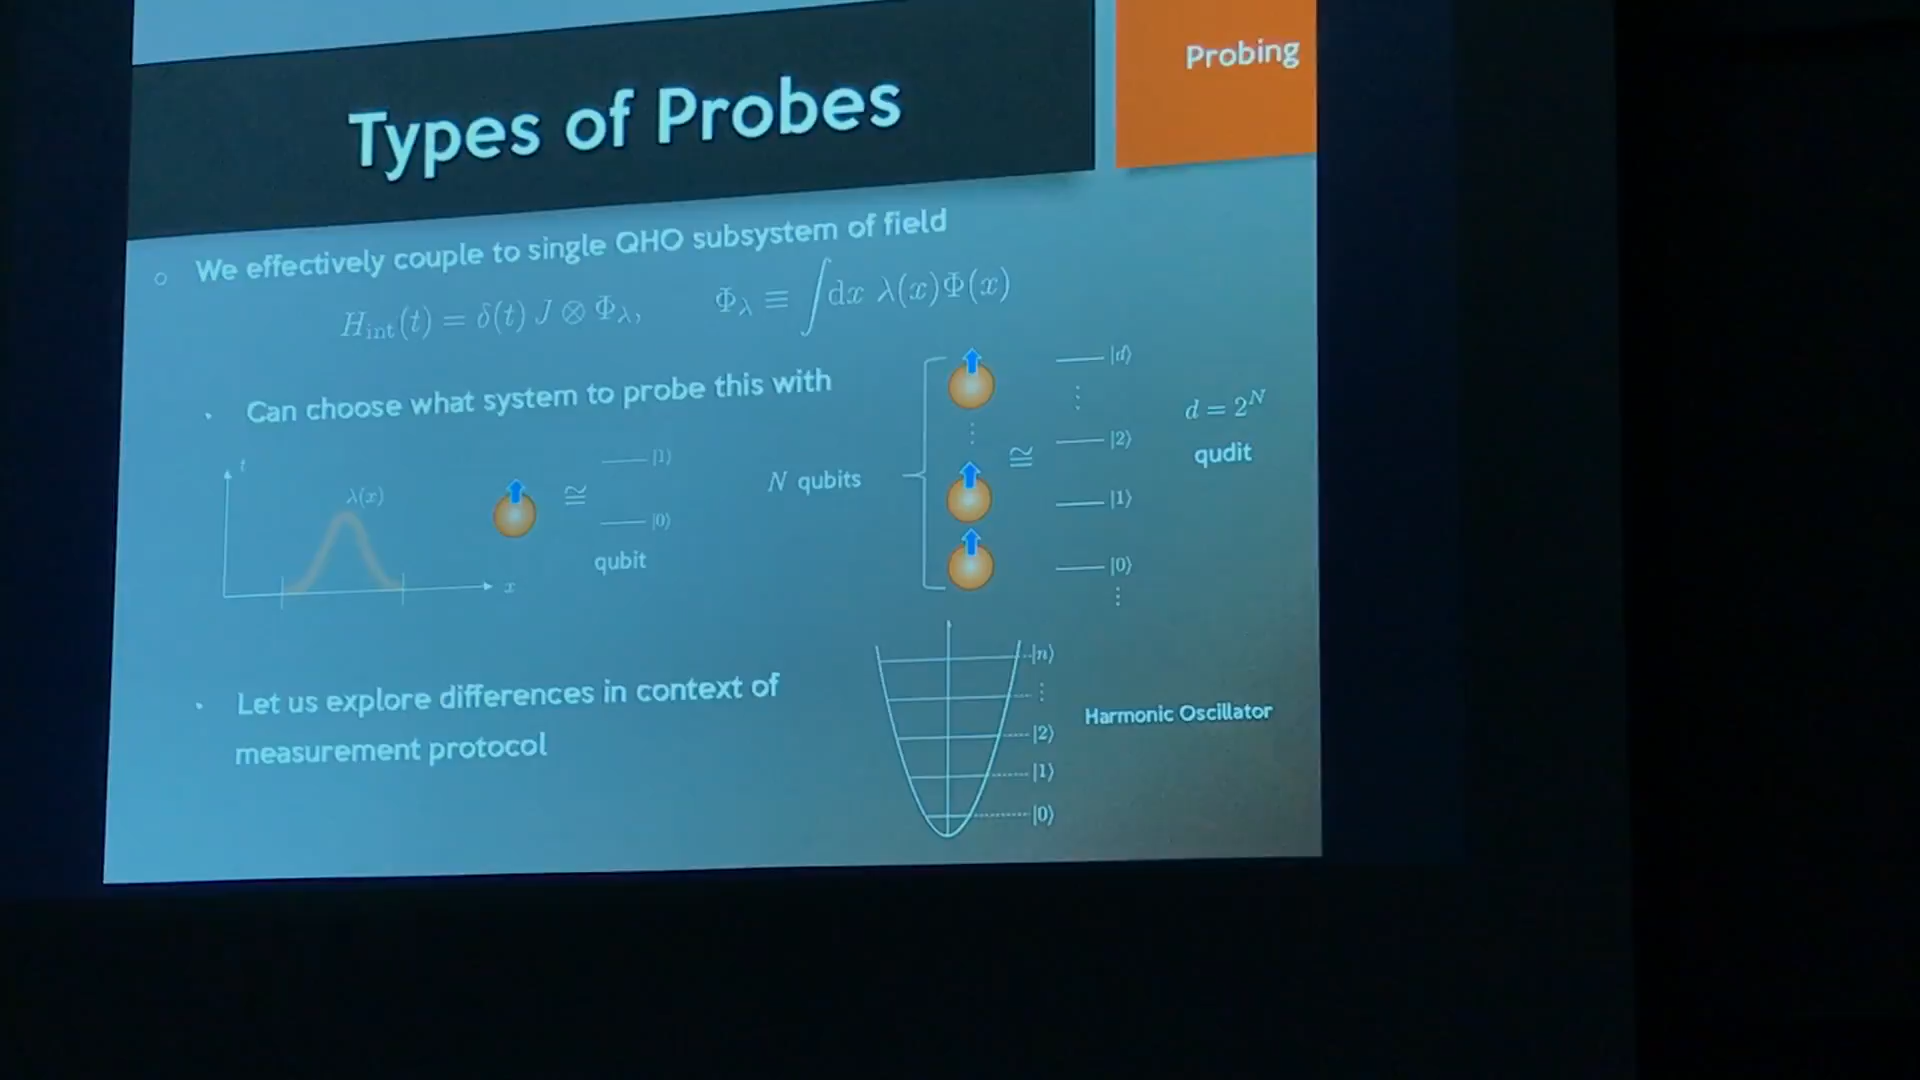 Probing
Types of Probes
We effectively couple to single QHO subsystem of field
H_int(t) = δ(t) J ⊗ Φ_λ, Φ_λ ≡ ∫dx λ(x)Φ(x)
Can choose what system to probe this with
t
λ(x)
x
≅
|1⟩
|0⟩
qubit
N qubits
⋮
≅
|d⟩
⋮
|2⟩
|1⟩
|0⟩
⋮
d = 2^N
qudit
Let us explore differences in context of
measurement protocol
|n⟩
⋮
|2⟩
|1⟩
|0⟩
Harmonic Oscillator